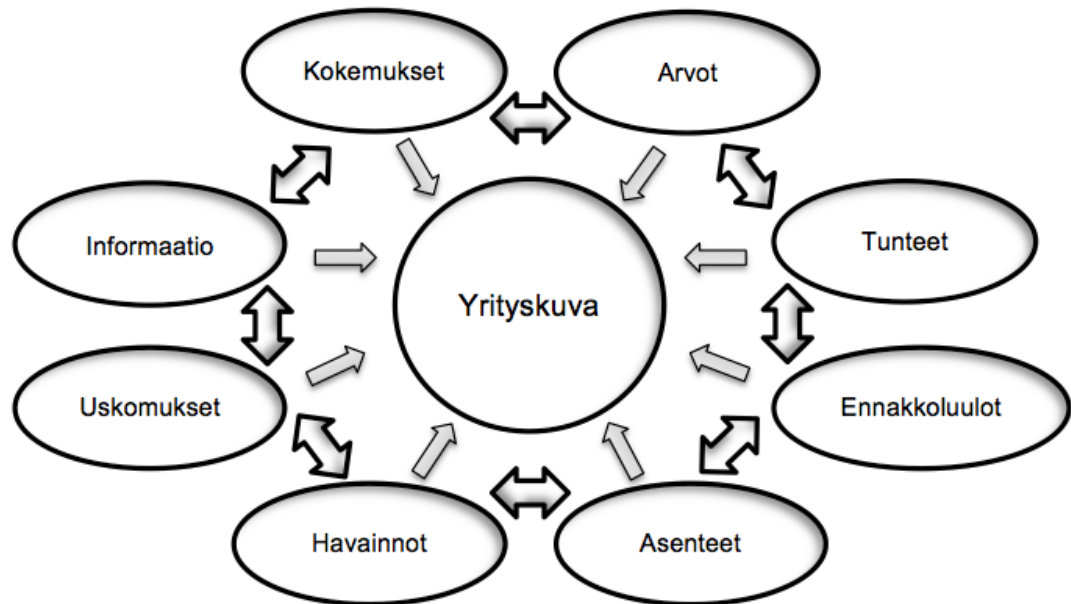 Kokemukset
Arvot
Informaatio
Tunteet
Yrityskuva
Uskomukset
Ennakkoluulot
Havainnot
Asenteet